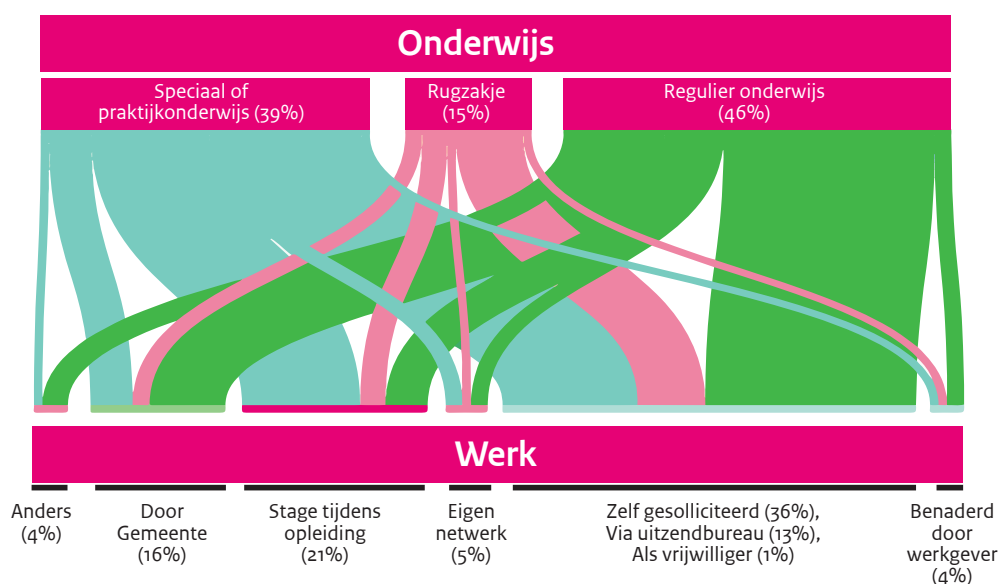 Onderwijs
Speciaal of
praktijkonderwijs (39%)
Rugzakje
(15%)
Regulier onderwijs
(46%)
Werk
Anders
(4%)
Door
Gemeente
(16%)
Stage tijdens
opleiding
(21%)
Eigen
netwerk
(5%)
Zelf gesolliciteerd (36%),
Via uitzendbureau (13%),
Als vrijwilliger (1%)
Benaderd
door
werkgever
(4%)